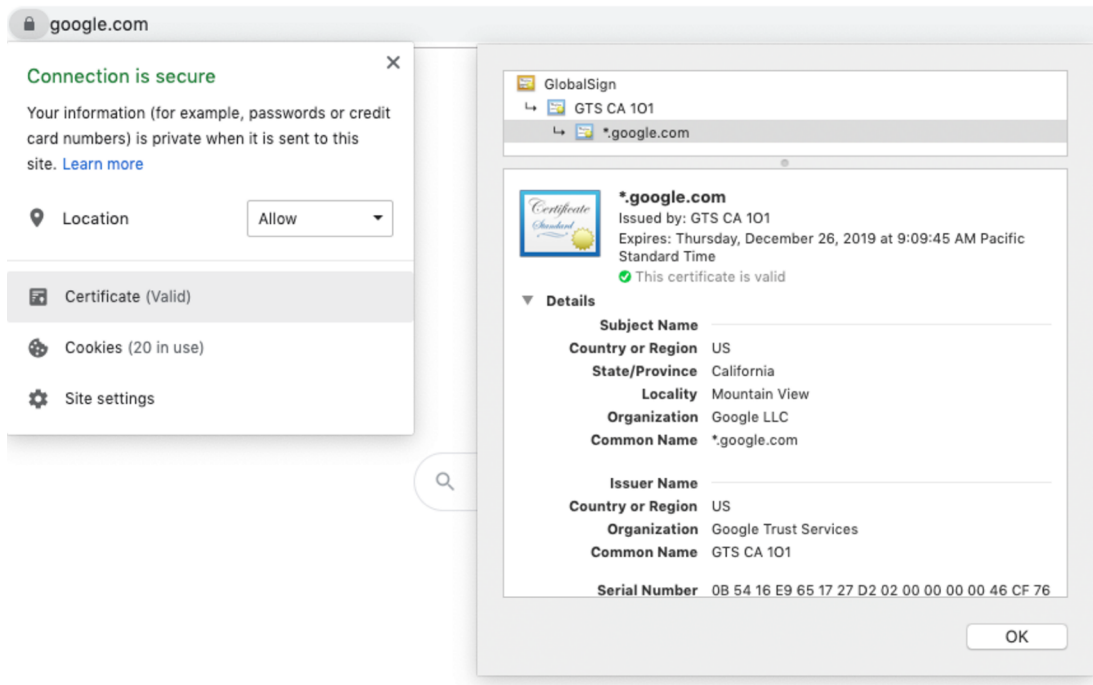 google.com
Connection is secure
Your information (for example, passwords or credit
card numbers) is private when it is sent to this
site. Learn more
Location
Allow
Certificate (Valid)
Cookies (20 in use)
Site settings
GlobalSign
GTS CA 1O1
*.google.com
Certificate
Standard
*.google.com
Issued by: GTS CA 1O1
Expires: Thursday, December 26, 2019 at 9:09:45 AM Pacific
Standard Time
This certificate is valid
Details
Subject Name
Country or Region US
State/Province California
Locality Mountain View
Organization Google LLC
Common Name *.google.com
Issuer Name
Country or Region US
Organization Google Trust Services
Common Name GTS CA 1O1
Serial Number 0B 54 16 E9 65 17 27 D2 02 00 00 00 00 46 CF 76
OK